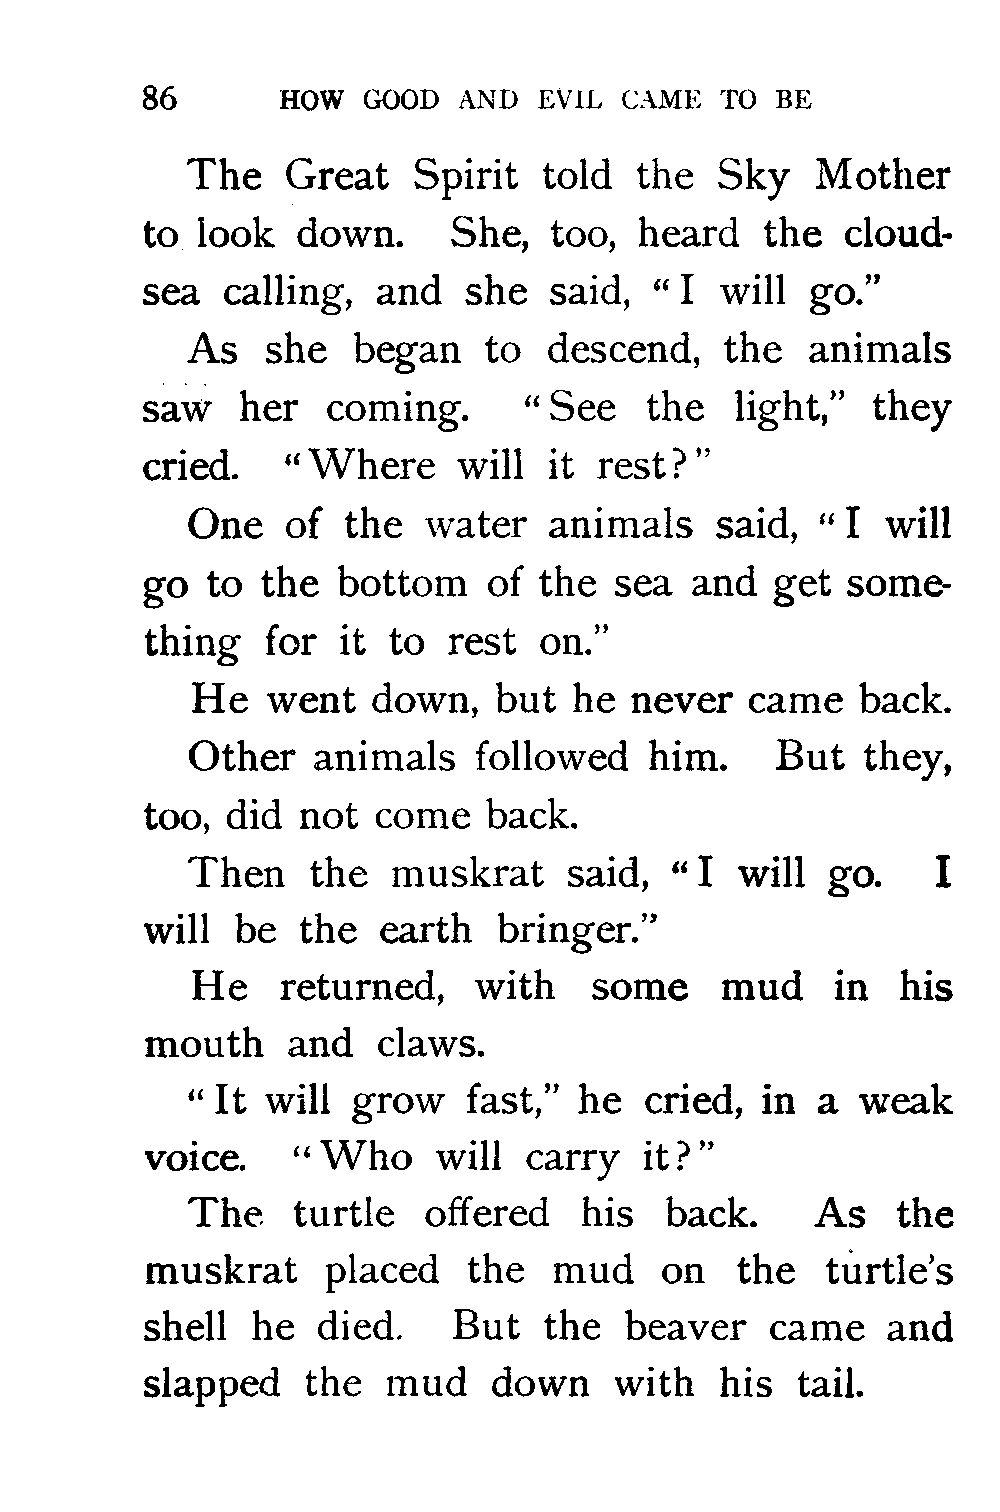 86 HOW GOOD AND EVIL CAME TO BE
The Great Spirit told the Sky Mother
to look down. She, too, heard the cloud-
sea calling, and she said, “I will go.”
As she began to descend, the animals
saw her coming. “See the light,” they
cried. “Where will it rest?”
One of the water animals said, “I will
go to the bottom of the sea and get some-
thing for it to rest on.”
He went down, but he never came back.
Other animals followed him. But they,
too, did not come back.
Then the muskrat said, “I will go. I
will be the earth bringer.”
He returned, with some mud in his
mouth and claws.
“It will grow fast,” he cried, in a weak
voice. “Who will carry it?”
The turtle offered his back. As the
muskrat placed the mud on the turtle’s
shell he died. But the beaver came and
slapped the mud down with his tail.